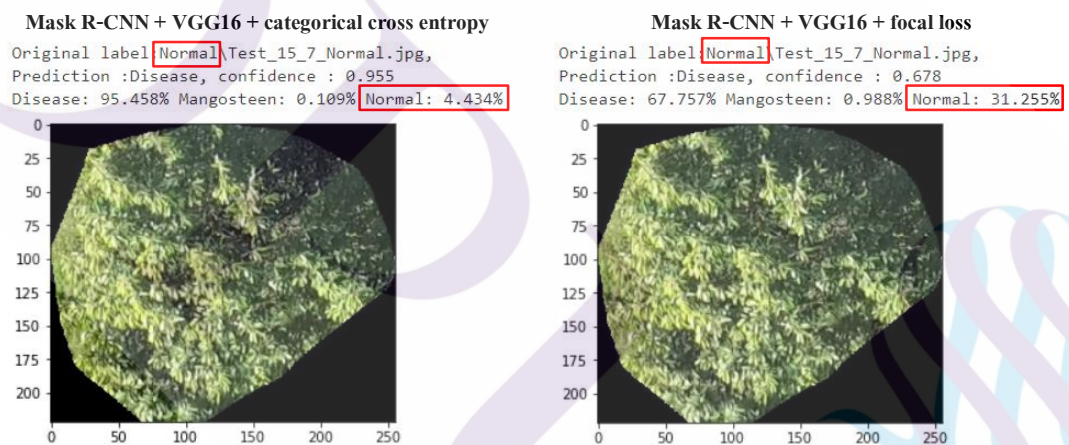 Mask R-CNN + VGG16 + categorical cross entropy
Original label:Normal\Test_15_7_Normal.jpg,
Prediction :Disease, confidence : 0.955
Disease: 95.458% Mangosteen: 0.109% Normal: 4.434%
0
25
50
75
100
125
150
175
200
0 50 100 150 200 250
Mask R-CNN + VGG16 + focal loss
Original label:Normal\Test_15_7_Normal.jpg,
Prediction :Disease, confidence : 0.678
Disease: 67.757% Mangosteen: 0.988% Normal: 31.255%
0
25
50
75
100
125
150
175
200
0 50 100 150 200 250